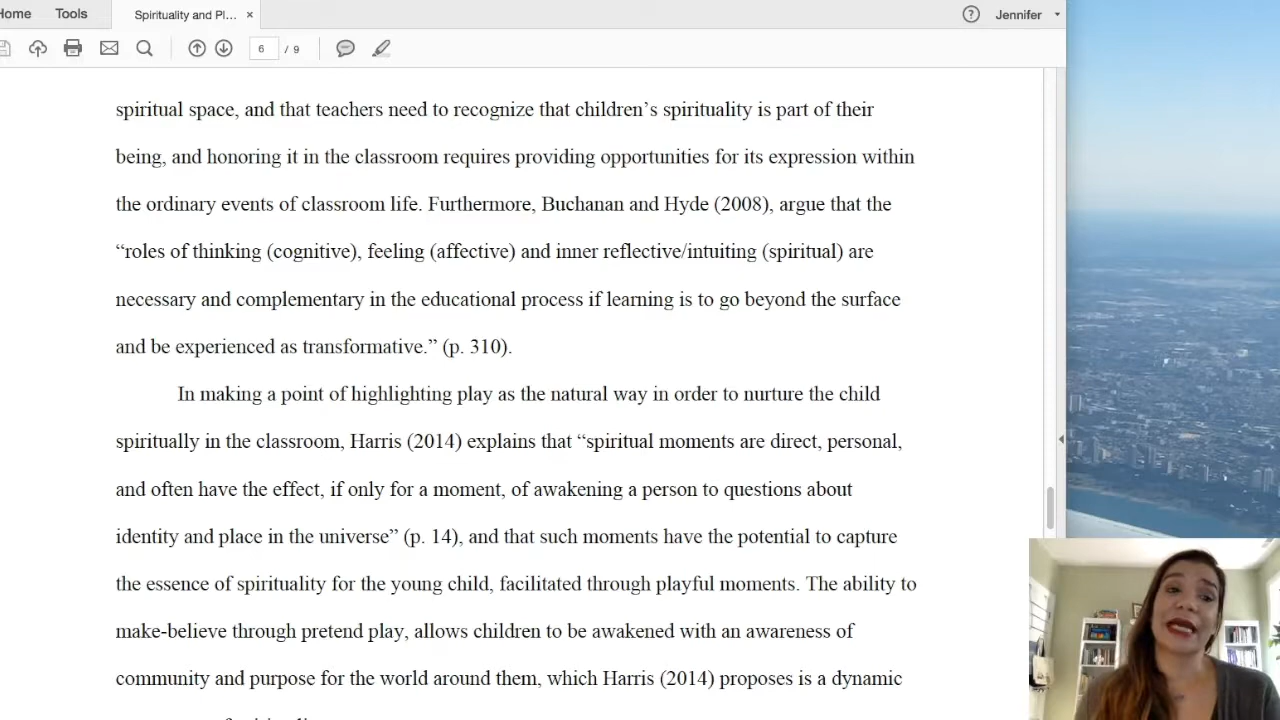 Home Tools Spirituality and Pl... × ? Jennifer
6 / 9
spiritual space, and that teachers need to recognize that children’s spirituality is part of their
being, and honoring it in the classroom requires providing opportunities for its expression within
the ordinary events of classroom life. Furthermore, Buchanan and Hyde (2008), argue that the
“roles of thinking (cognitive), feeling (affective) and inner reflective/intuiting (spiritual) are
necessary and complementary in the educational process if learning is to go beyond the surface
and be experienced as transformative.” (p. 310).
In making a point of highlighting play as the natural way in order to nurture the child
spiritually in the classroom, Harris (2014) explains that “spiritual moments are direct, personal,
and often have the effect, if only for a moment, of awakening a person to questions about
identity and place in the universe” (p. 14), and that such moments have the potential to capture
the essence of spirituality for the young child, facilitated through playful moments. The ability to
make-believe through pretend play, allows children to be awakened with an awareness of
community and purpose for the world around them, which Harris (2014) proposes is a dynamic